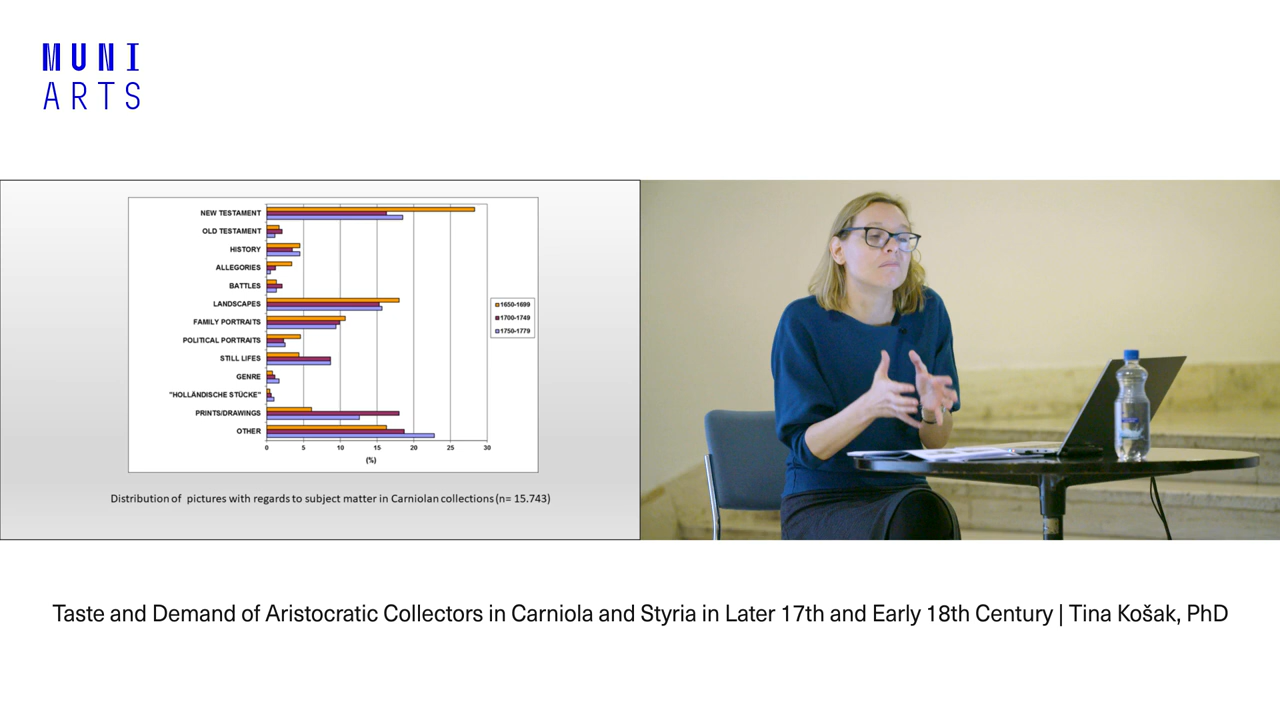 MUNI
ARTS
NEW TESTAMENT
OLD TESTAMENT
HISTORY
ALLEGORIES
BATTLES
LANDSCAPES
FAMILY PORTRAITS
POLITICAL PORTRAITS
STILL LIFES
GENRE
"HOLLÄNDISCHE STÜCKE"
PRINTS/DRAWINGS
OTHER
0 5 10 15 20 25 30
(%)
1650-1699
1700-1749
1750-1779
Distribution of pictures with regards to subject matter in Carniolan collections (n= 15.743)
Taste and Demand of Aristocratic Collectors in Carniola and Styria in Later 17th and Early 18th Century | Tina Košak, PhD